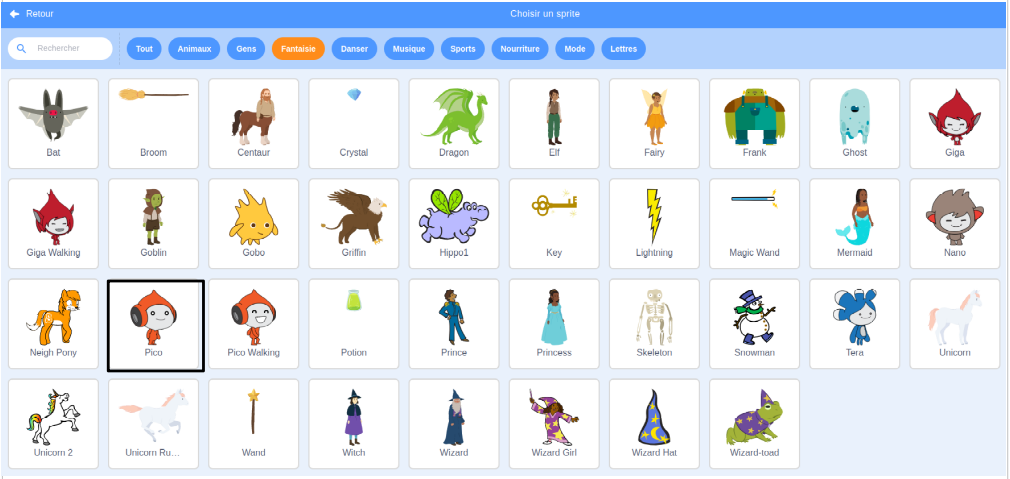 Retour
Choisir un sprite
Rechercher
Tout Animaux Gens Fantaisie Danser Musique Sports Nourriture Mode Lettres
Bat Broom Centaur Crystal Dragon Elf Fairy Frank Ghost Giga
Giga Walking Goblin Gobo Griffin Hippo1 Key Lightning Magic Wand Mermaid Nano
Neigh Pony Pico Pico Walking Potion Prince Princess Skeleton Snowman Tera Unicorn
Unicorn 2 Unicorn Ru... Wand Witch Wizard Wizard Girl Wizard Hat Wizard-toad